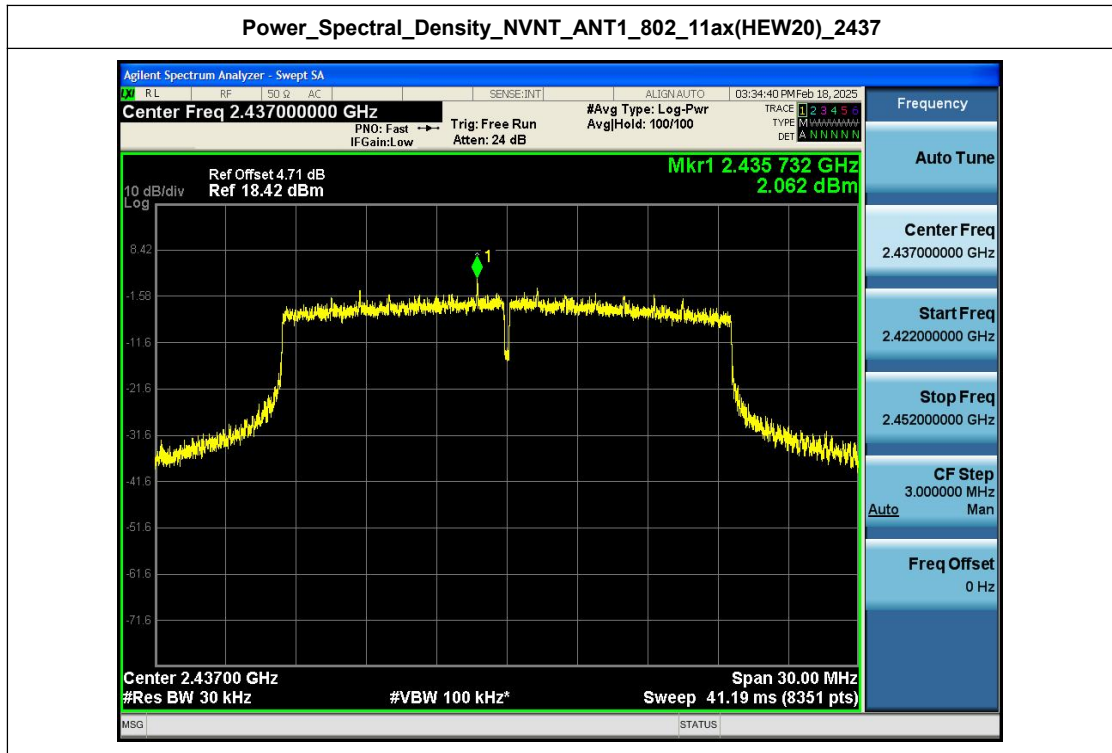 Power_Spectral_Density_NVNT_ANT1_802_11ax(HEW20)_2437
Agilent Spectrum Analyzer - Swept SA
LXI RL RF 50 Ω AC SENSE:INT ALIGN AUTO 03:34:40 PM Feb 18, 2025
Center Freq 2.437000000 GHz
PNO: Fast
IFGain:Low
Trig: Free Run
Atten: 24 dB
#Avg Type: Log-Pwr
Avg|Hold: 100/100
TRACE 1 2 3 4 5 6
TYPE M WWWWW
DET A N N N N N
Mkr1 2.435 732 GHz
2.062 dBm
Ref Offset 4.71 dB
10 dB/div Ref 18.42 dBm
Log
1
8.42
-1.58
-11.6
-21.6
-31.6
-41.6
-51.6
-61.6
-71.6
Center 2.43700 GHz Span 30.00 MHz
#Res BW 30 kHz #VBW 100 kHz* Sweep 41.19 ms (8351 pts)
MSG STATUS
Frequency
Auto Tune
Center Freq
2.437000000 GHz
Start Freq
2.422000000 GHz
Stop Freq
2.452000000 GHz
CF Step
3.000000 MHz
Auto Man
Freq Offset
0 Hz